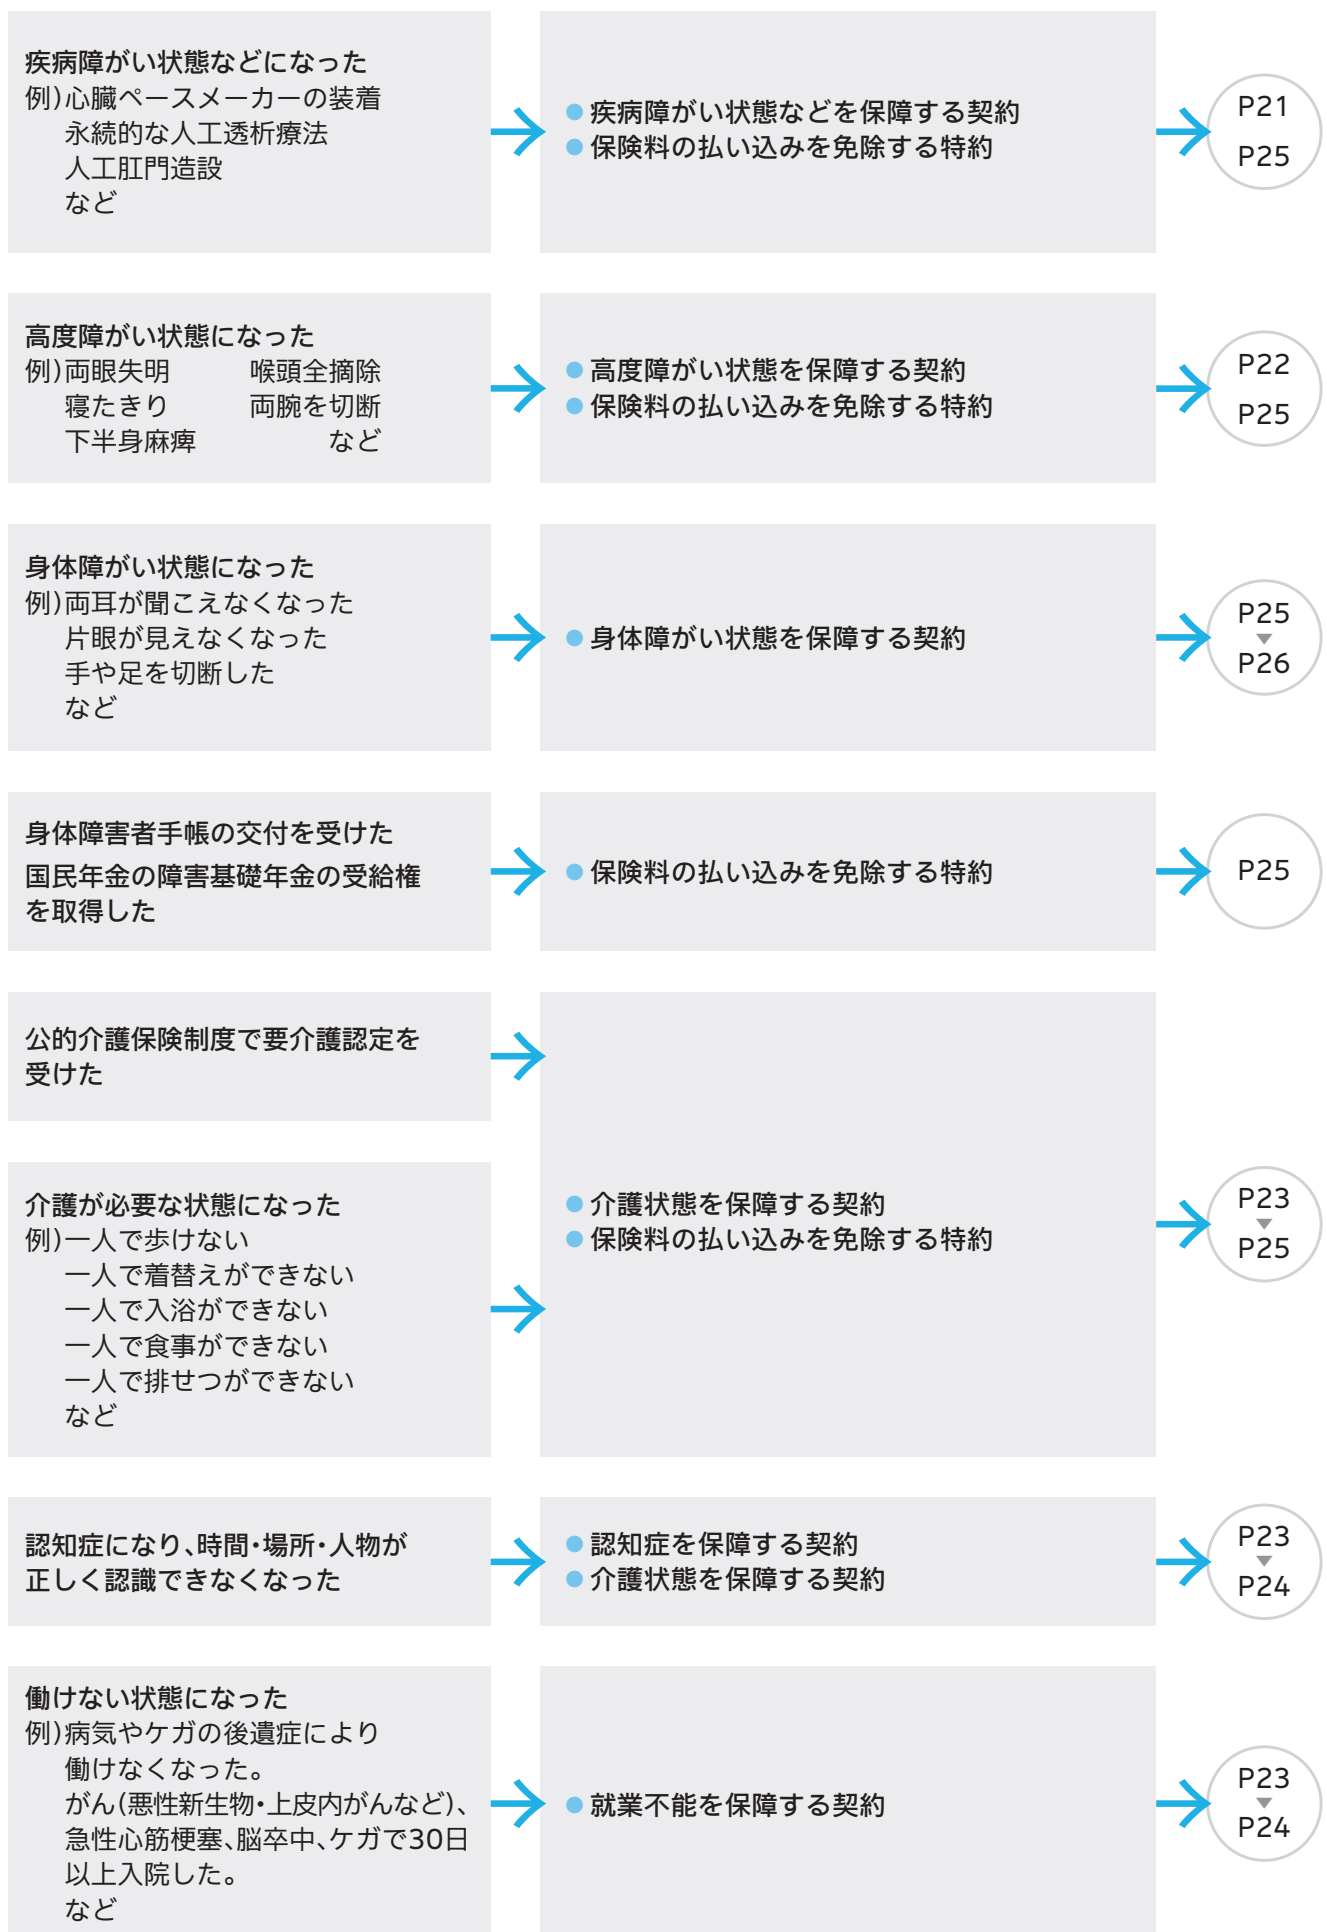 疾病障がい状態などになった
例)心臓ペースメーカーの装着
永続的な人工透析療法
人工肛門造設
など
●疾病障がい状態などを保障する契約
●保険料の払い込みを免除する特約
P21
P25
高度障がい状態になった
例)両眼失明 喉頭全摘除
寝たきり 両腕を切断
下半身麻痺 など
●高度障がい状態を保障する契約
●保険料の払い込みを免除する特約
P22
P25
身体障がい状態になった
例)両耳が聞こえなくなった
片眼が見えなくなった
手や足を切断した
など
●身体障がい状態を保障する契約
P25
▼
P26
身体障害者手帳の交付を受けた
国民年金の障害基礎年金の受給権
を取得した
●保険料の払い込みを免除する特約
P25
公的介護保険制度で要介護認定を
受けた
介護が必要な状態になった
例)一人で歩けない
一人で着替えができない
一人で入浴ができない
一人で食事ができない
一人で排せつができない
など
●介護状態を保障する契約
●保険料の払い込みを免除する特約
P23
▼
P25
認知症になり、時間・場所・人物が
正しく認識できなくなった
●認知症を保障する契約
●介護状態を保障する契約
P23
▼
P24
働けない状態になった
例)病気やケガの後遺症により
働けなくなった。
がん(悪性新生物・上皮内がんなど)、
急性心筋梗塞、脳卒中、ケガで30日
以上入院した。
など
●就業不能を保障する契約
P23
▼
P24